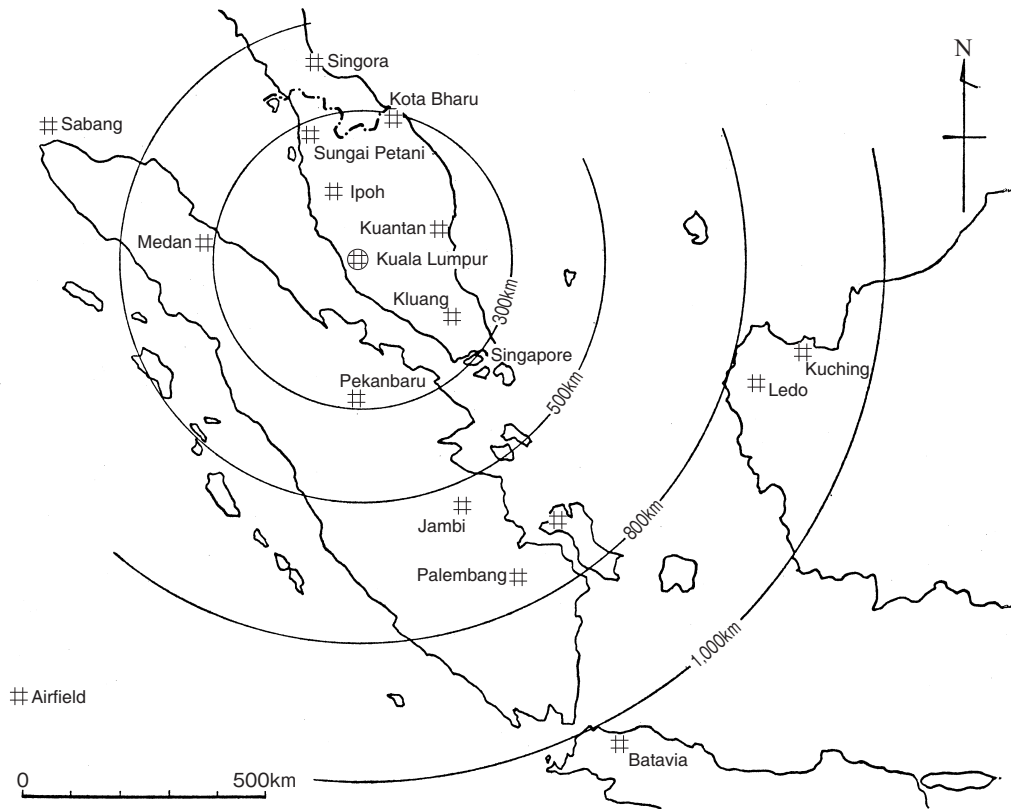 N
Singora
Kota Bharu
Sabang
Sungai Petani
Ipoh
Kuantan
Medan
Kuala Lumpur
300km
Kluang
Singapore
Kuching
Pekanbaru
Ledo
500km
Jambi
800km
Palembang
1,000km
Airfield
Batavia
0 500km